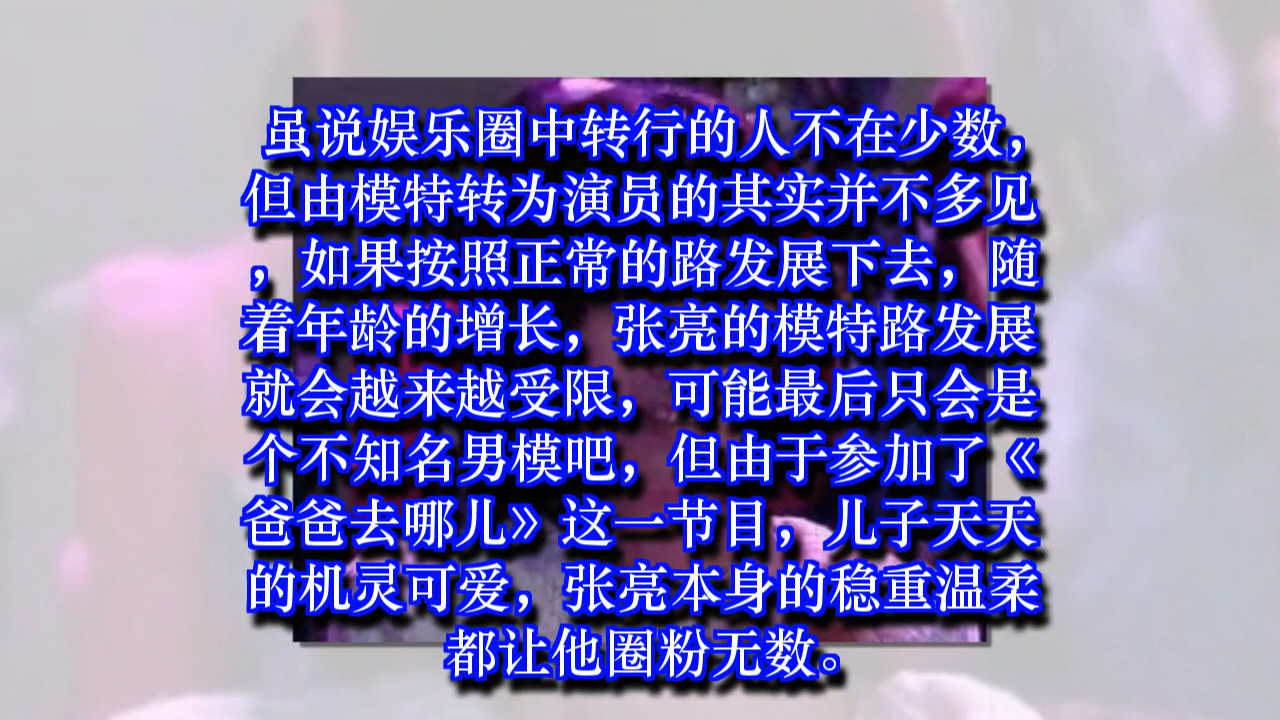 虽说娱乐圈中转行的人不在少数，
但由模特转为演员的其实并不多见
，如果按照正常的路发展下去，随
着年龄的增长，张亮的模特路发展
就会越来越受限，可能最后只会是
个不知名男模吧，但由于参加了《
爸爸去哪儿》这一节目，儿子天天
的机灵可爱，张亮本身的稳重温柔
都让他圈粉无数。